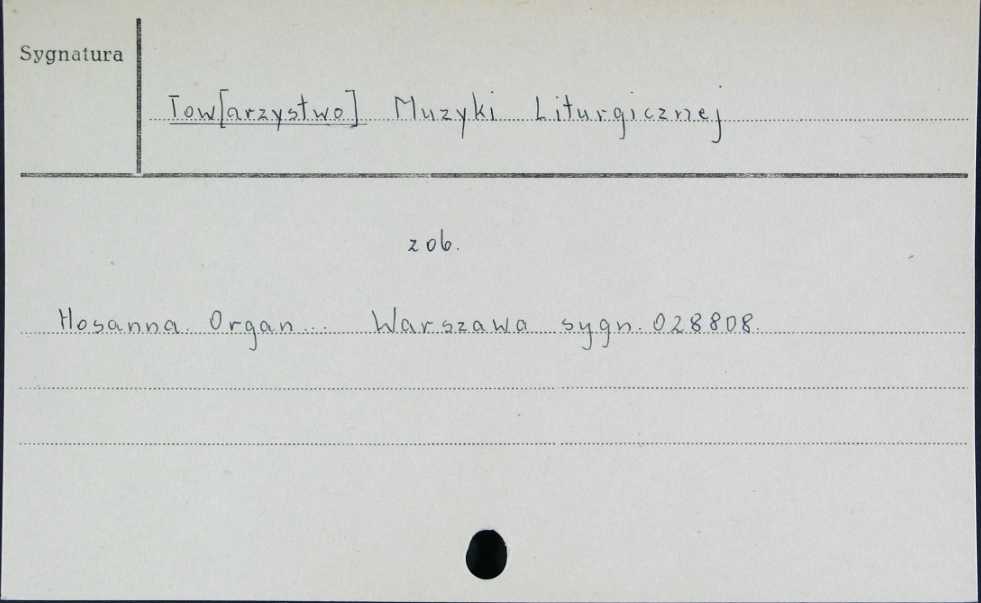 Sygnatura
Tow[arzystwo] Muzyki Liturgicznej
zob.
Hosanna. Organ... Warszawa sygn. 028808.